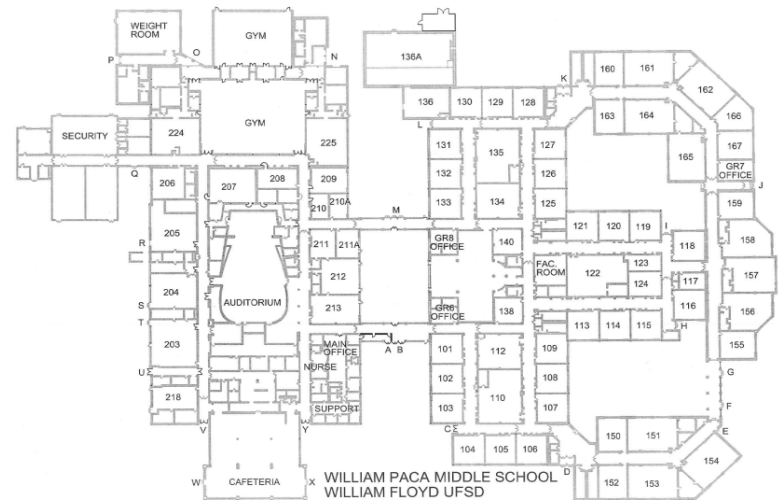 WEIGHT
ROOM
GYM
O
N
P
136A
K
160
161
162
136
130
129
128
163
164
166
SECURITY
224
GYM
225
L
131
135
127
165
167
132
126
GR7
OFFICE
J
Q
206
207
208
209
210
210A
133
134
125
M
159
205
R
211
211A
GR8
OFFICE
140
121
120
119
I
118
158
212
FAC.
ROOM
122
123
124
117
157
204
S
AUDITORIUM
213
GR6
OFFICE
138
116
156
T
203
113
114
115
H
155
MAIN
OFFICE
A
B
101
112
109
NURSE
U
102
110
108
G
218
SUPPORT
103
107
F
V
Y
C
E
104
105
106
150
151
154
D
W
CAFETERIA
X
152
153
WILLIAM PACA MIDDLE SCHOOL
WILLIAM FLOYD UFSD